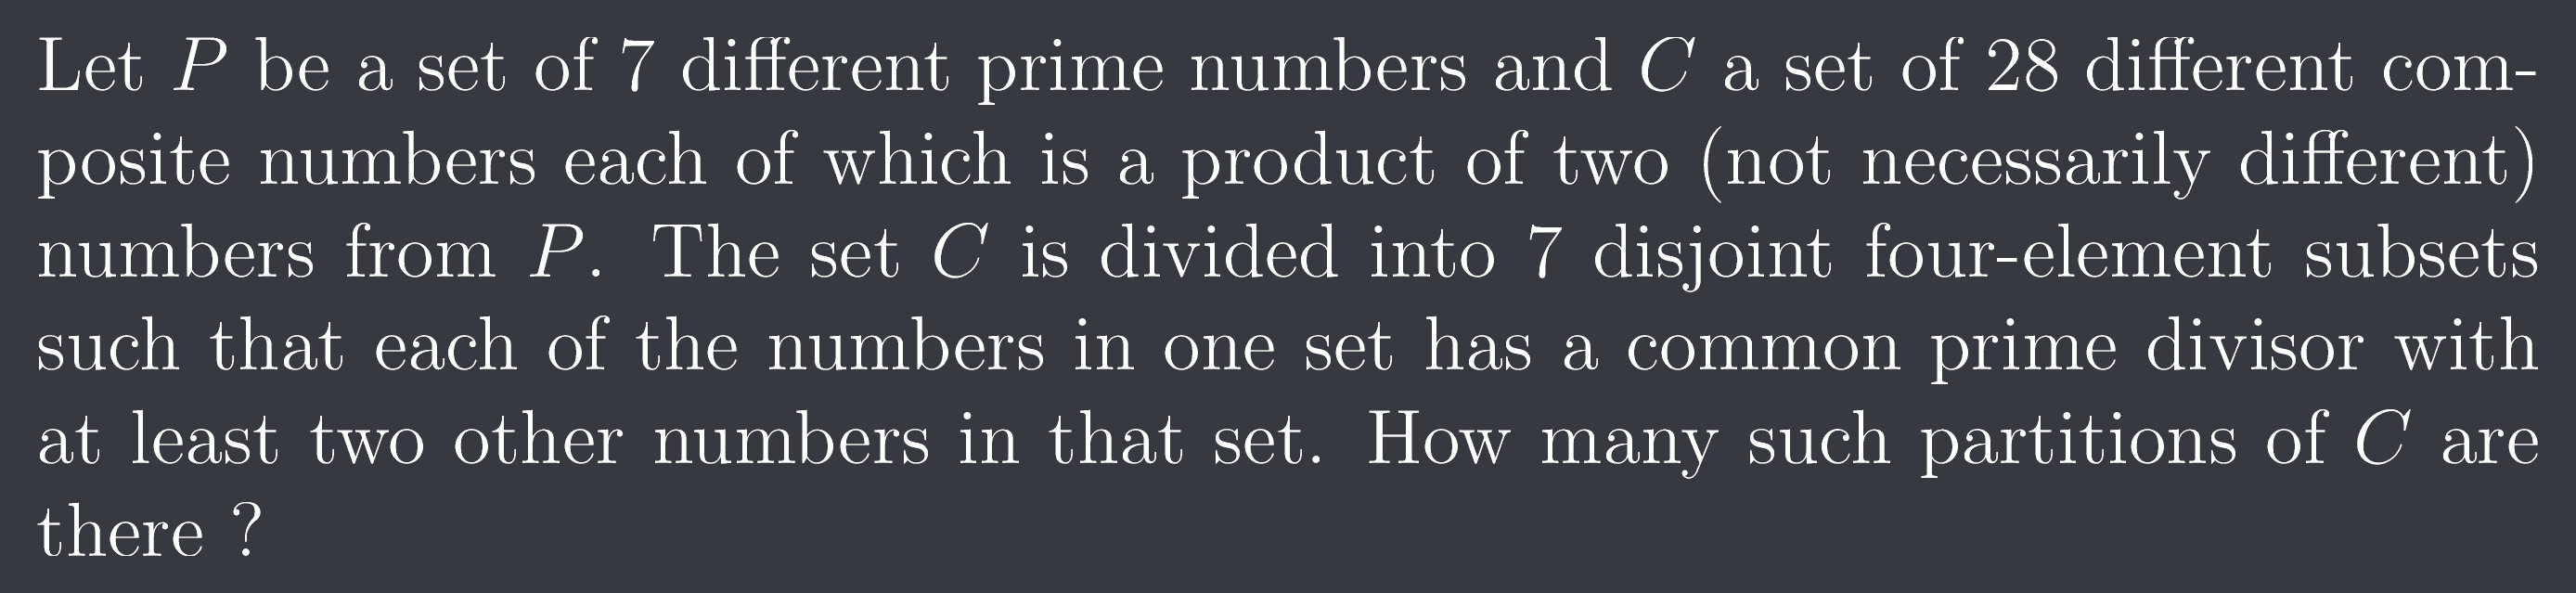 Let P be a set of 7 different prime numbers and C a set of 28 different com-
posite numbers each of which is a product of two (not necessarily different)
numbers from P. The set C is divided into 7 disjoint four-element subsets
such that each of the numbers in one set has a common prime divisor with
at least two other numbers in that set. How many such partitions of C are
there ?